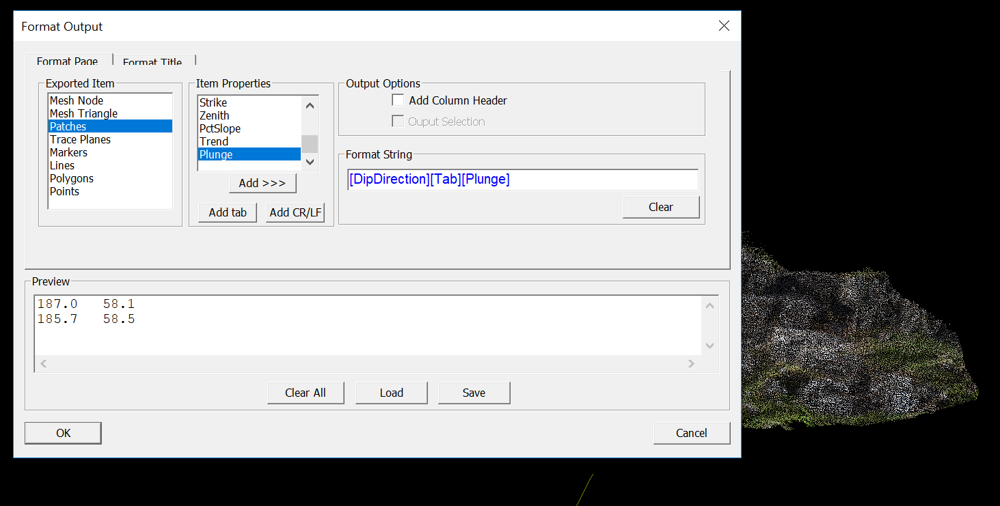 Format Output
Format Page
Format Title
Exported Item
Mesh Node
Mesh Triangle
Patches
Trace Planes
Markers
Lines
Polygons
Points
Item Properties
Strike
Zenith
PctSlope
Trend
Plunge
Add >>>
Add tab
Add CR/LF
Output Options
Add Column Header
Ouput Selection
Format String
[DipDirection][Tab][Plunge]
Clear
Preview
187.0 58.1
185.7 58.5
Clear All
Load
Save
OK
Cancel